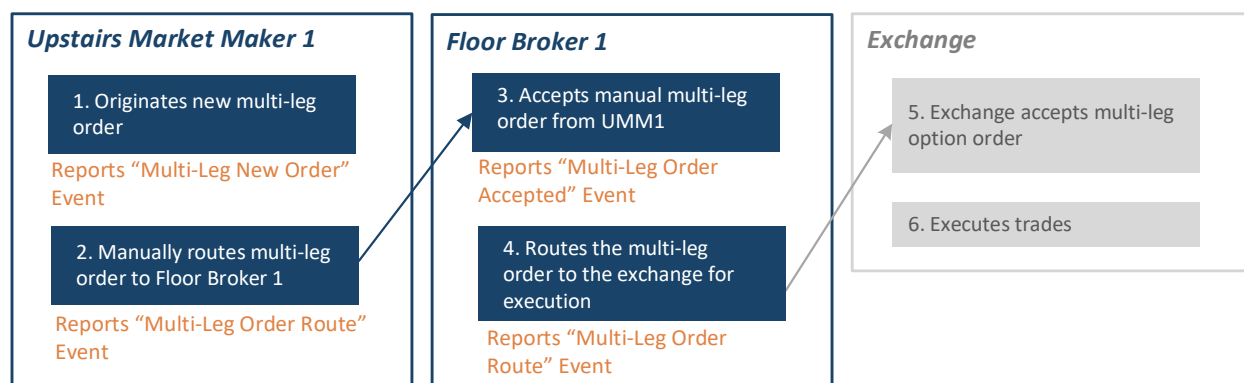 Upstairs Market Maker 1
1. Originates new multi-leg
order
Reports “Multi-Leg New Order”
Event
2. Manually routes multi-leg
order to Floor Broker 1
Reports “Multi-Leg Order Route”
Event
Floor Broker 1
3. Accepts manual multi-leg
order from UMM1
Reports “Multi-Leg Order
Accepted” Event
4. Routes the multi-leg
order to the exchange for
execution
Reports “Multi-Leg Order
Route” Event
Exchange
5. Exchange accepts multi-leg
option order
6. Executes trades